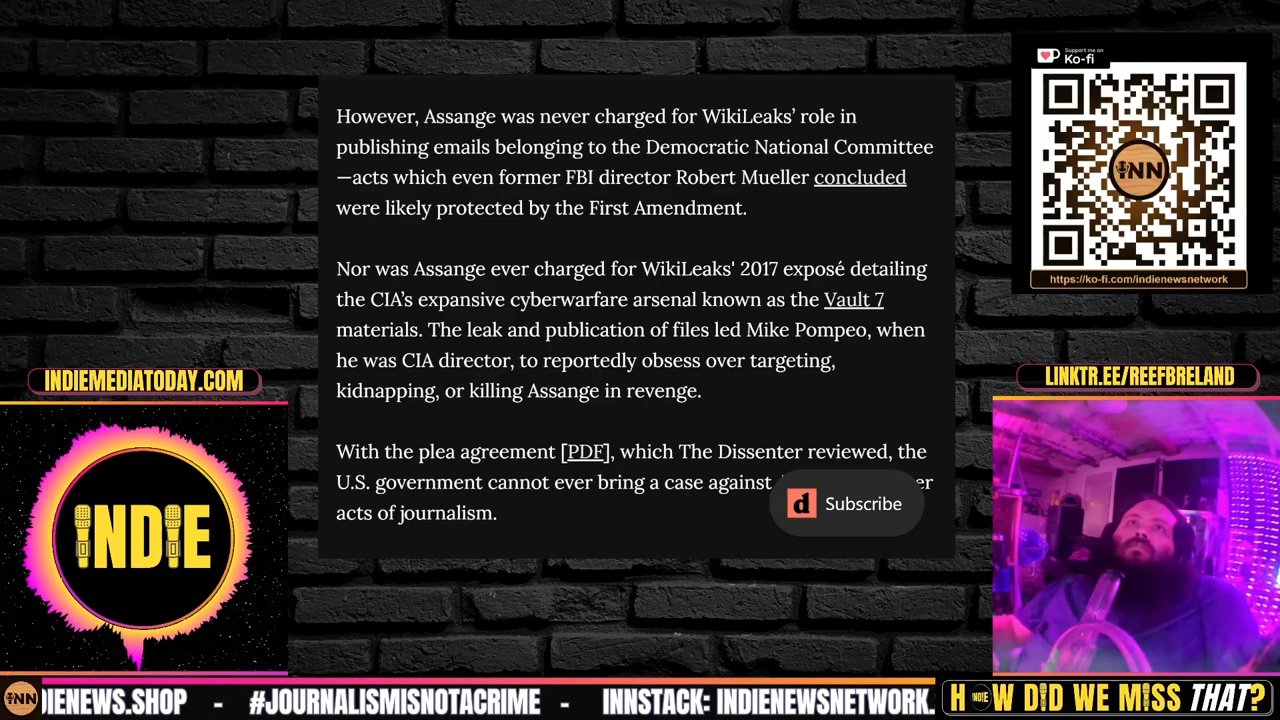 Support me on
Ko-fi
iNN
https://ko-fi.com/indienewsnetwork
However, Assange was never charged for WikiLeaks’ role in
publishing emails belonging to the Democratic National Committee
—acts which even former FBI director Robert Mueller concluded
were likely protected by the First Amendment.
Nor was Assange ever charged for WikiLeaks' 2017 exposé detailing
the CIA’s expansive cyberwarfare arsenal known as the Vault 7
materials. The leak and publication of files led Mike Pompeo, when
he was CIA director, to reportedly obsess over targeting,
kidnapping, or killing Assange in revenge.
With the plea agreement [PDF], which The Dissenter reviewed, the
U.S. government cannot ever bring a case against
acts of journalism.
d Subscribe
INDIEMEDIATODAY.COM
LINKTR.EE/REEFBRELAND
INDIE
iNN
DIENEWS.SHOP - #JOURNALISMISNOTACRIME - INNSTACK: INDIENEWSNETWORK.
HOW DID WE MISS THAT?